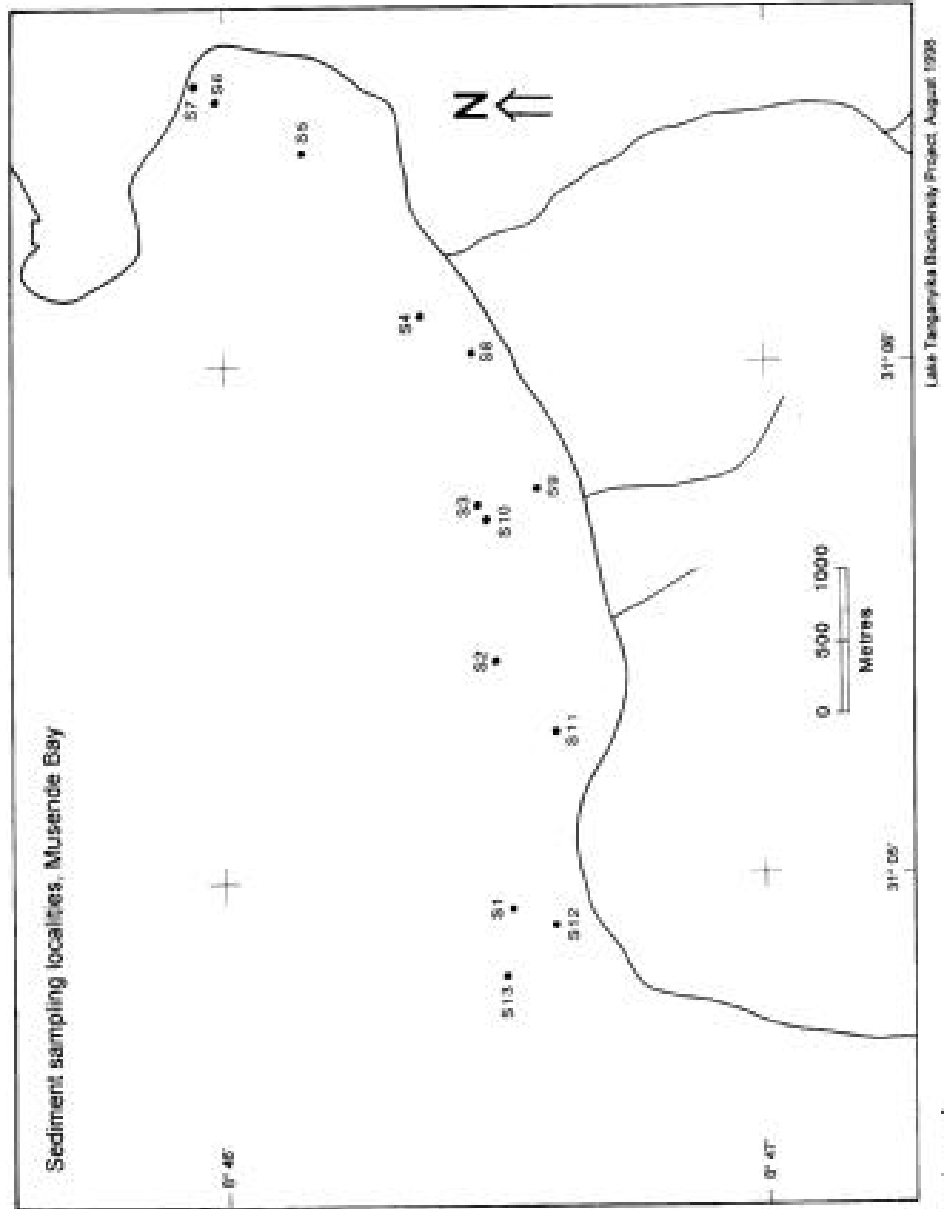 Sediment sampling localities, Musende Bay
S7
S6
S5
N
S4
S8
S3
S10
S9
S2
S11
S1
S12
S13
0 500 1000
Metres
31° 05'
31° 06'
8° 46'
8° 47'
Lake Tanganyika Biodiversity Project, August 1998